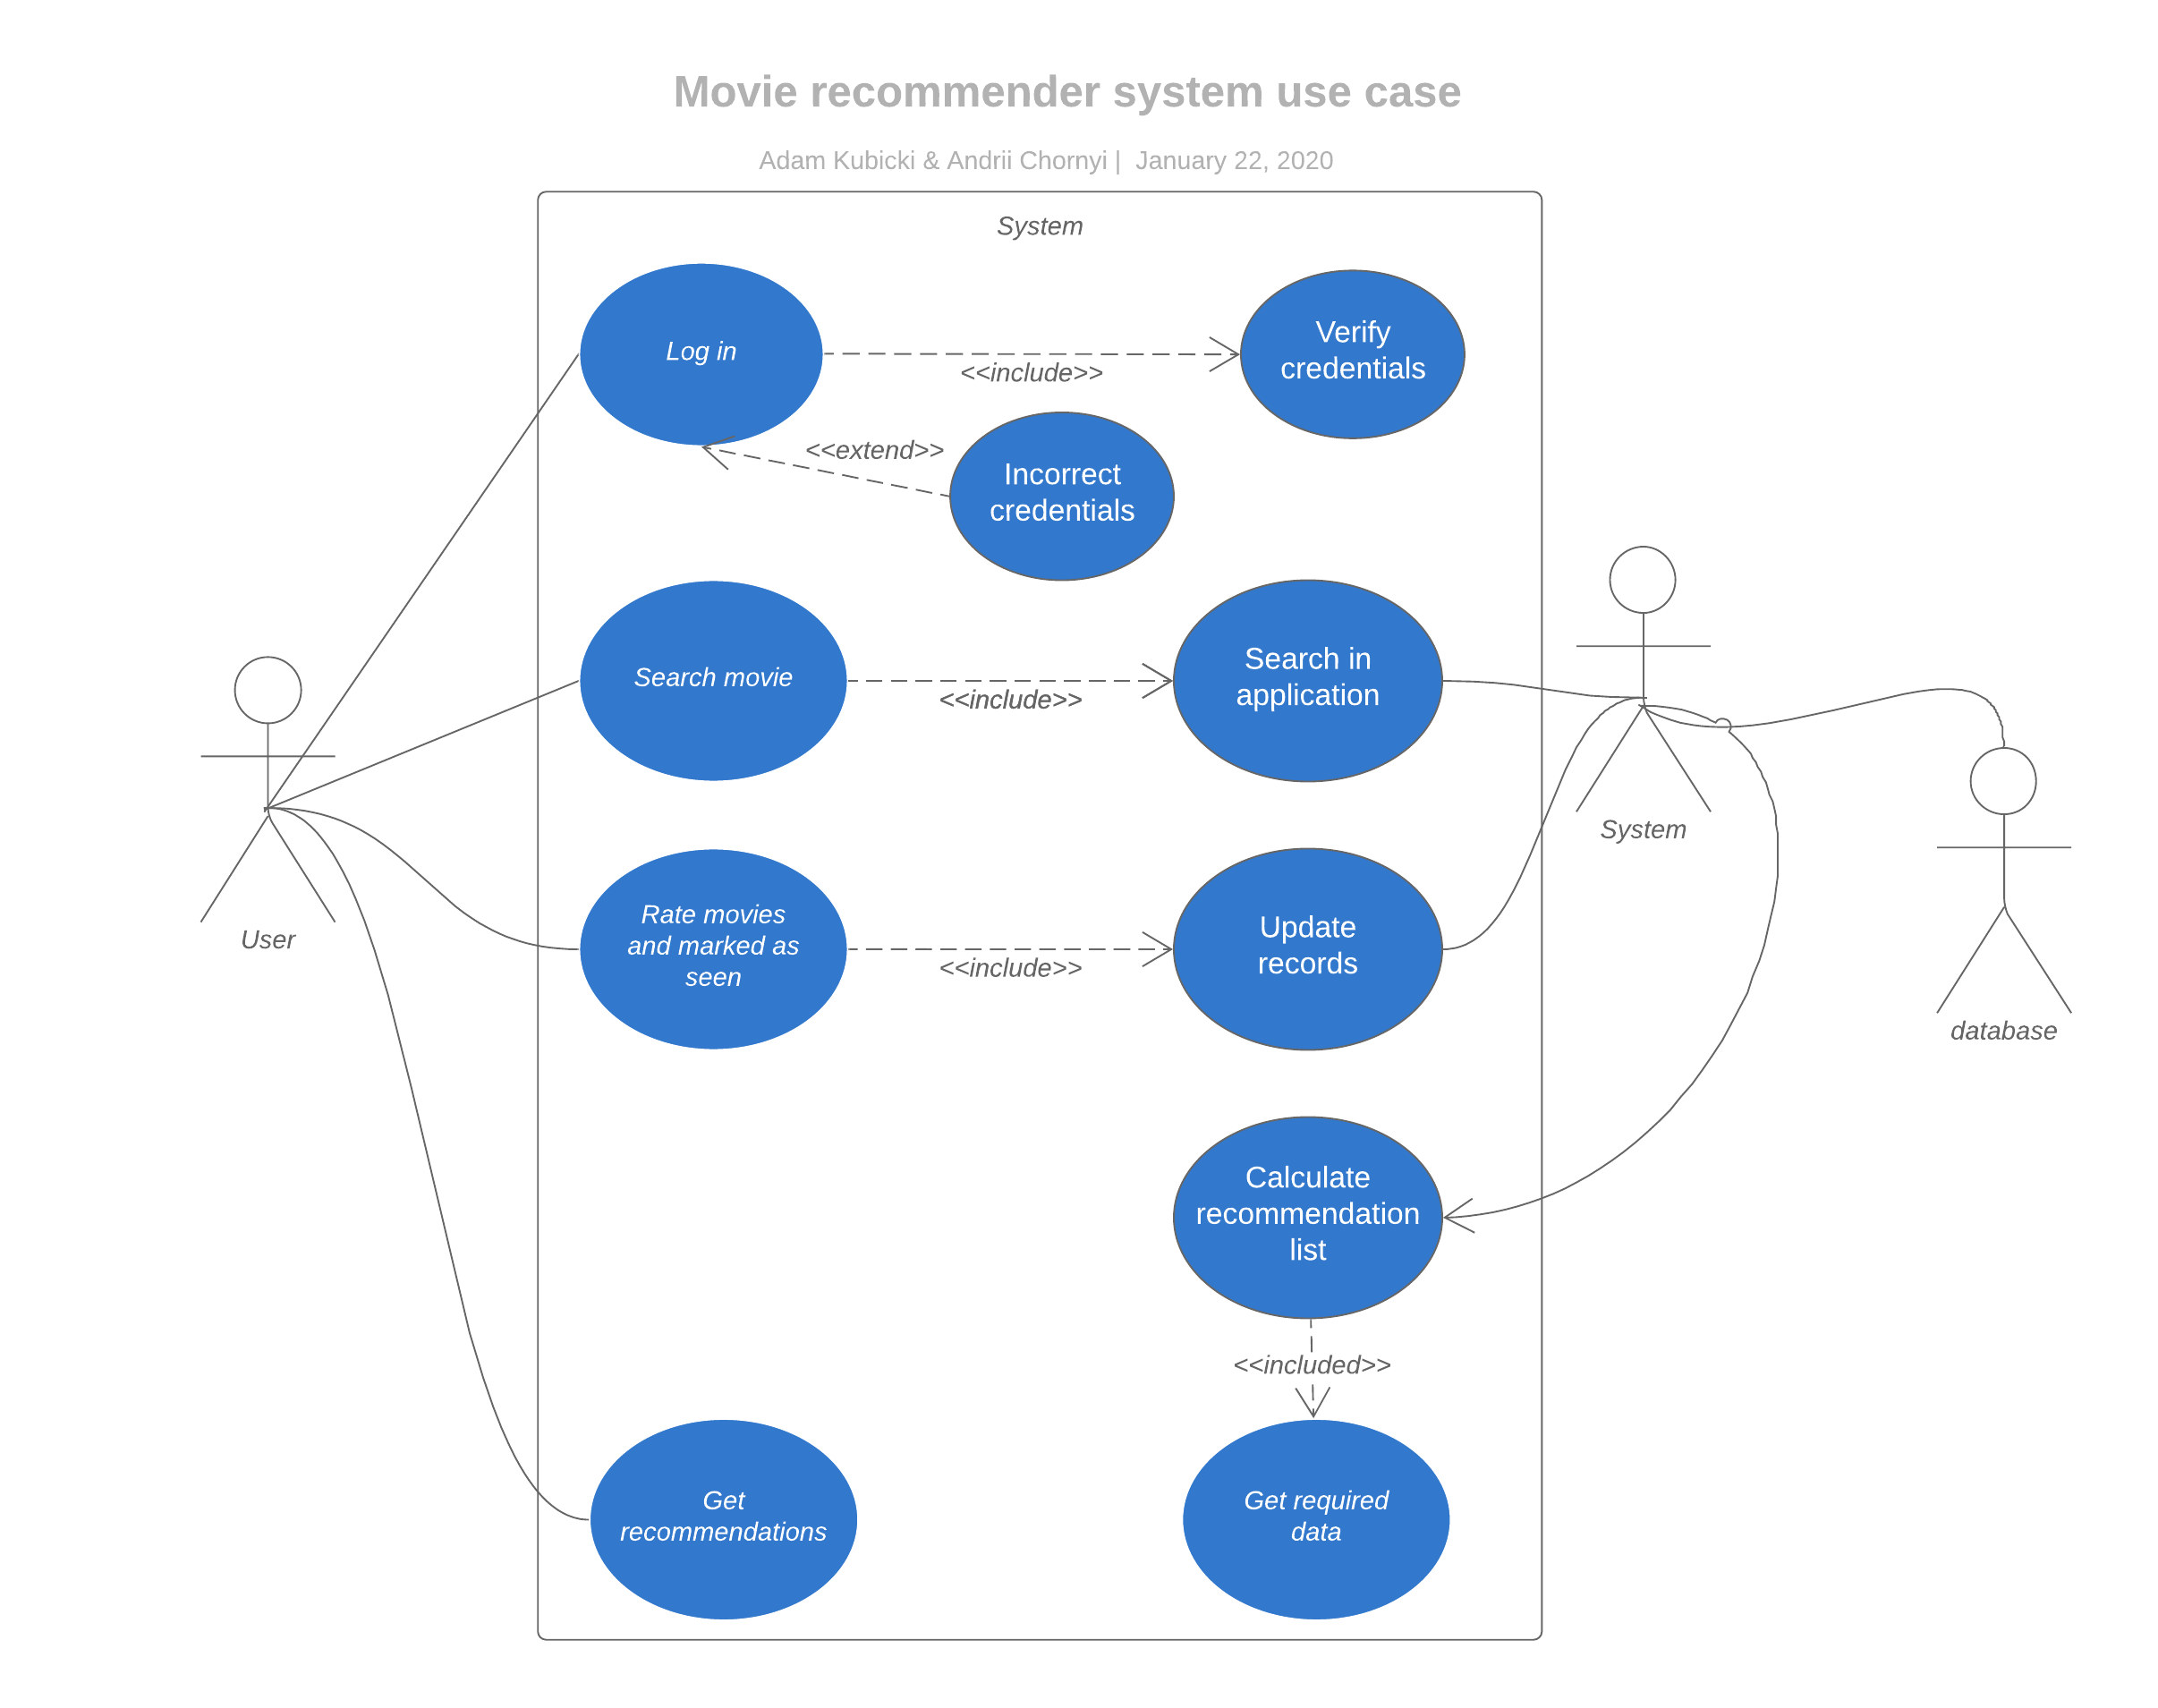 Movie recommender system use case
Adam Kubicki & Andrii Chornyi | January 22, 2020
System
Log in
<<include>>
Verify
credentials
<<extend>>
Incorrect
credentials
Search movie
<<include>>
Search in
application
System
User
Rate movies
and marked as
seen
<<include>>
Update
records
database
Calculate
recommendation
list
<<included>>
Get
recommendations
Get required
data